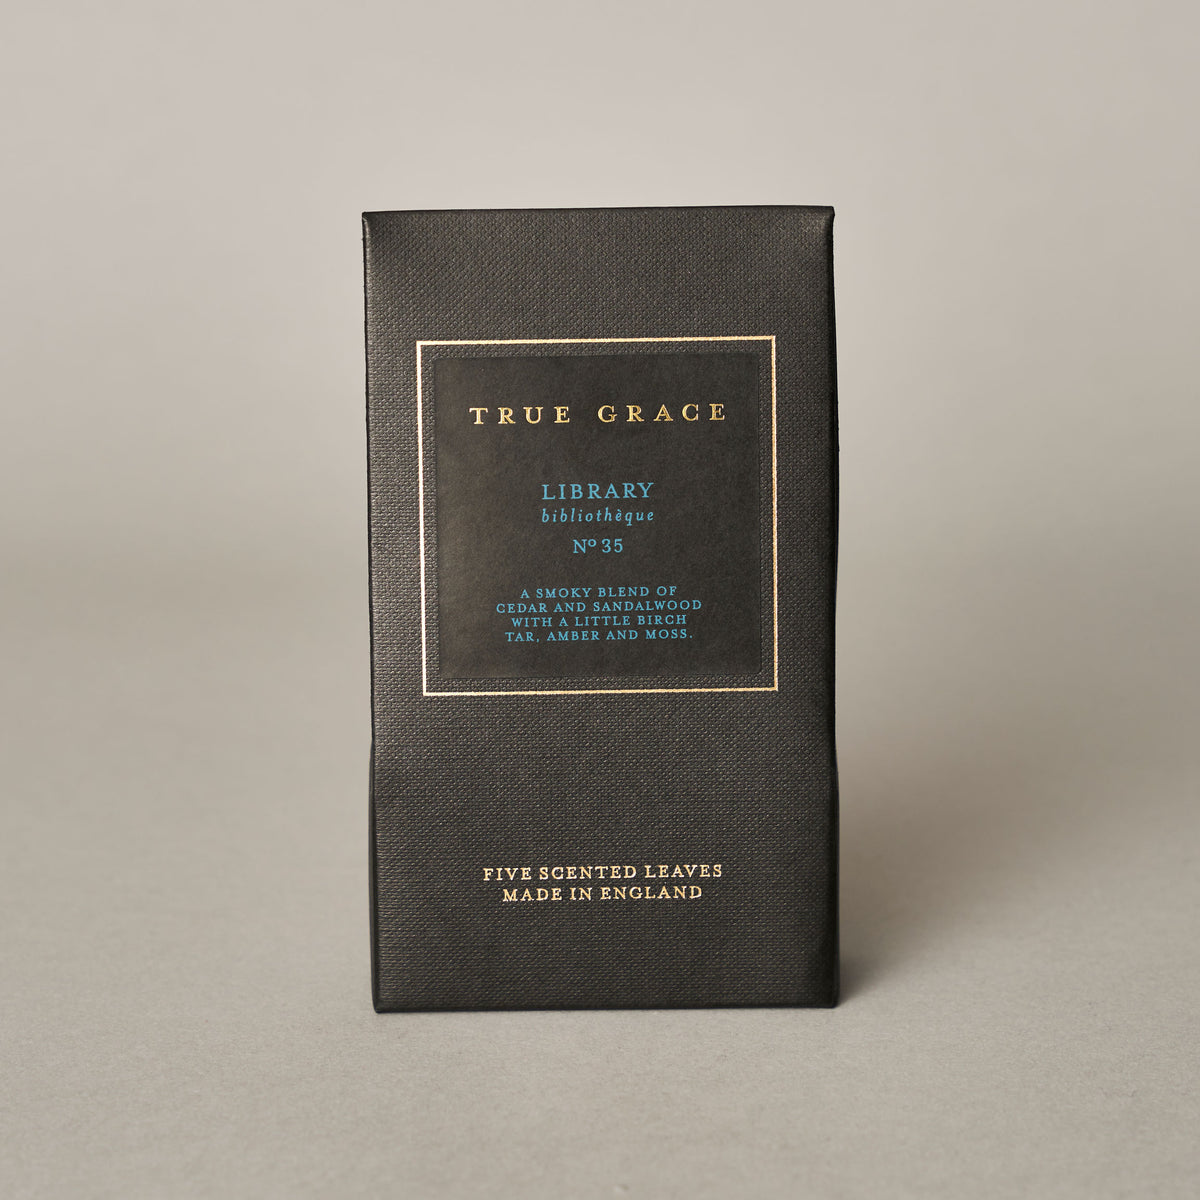 TRUE GRACE
LIBRARY
bibliothèque
Nº 35
A SMOKY BLEND OF
CEDAR AND SANDALWOOD
WITH A LITTLE BIRCH
TAR, AMBER AND MOSS.
FIVE SCENTED LEAVES
MADE IN ENGLAND